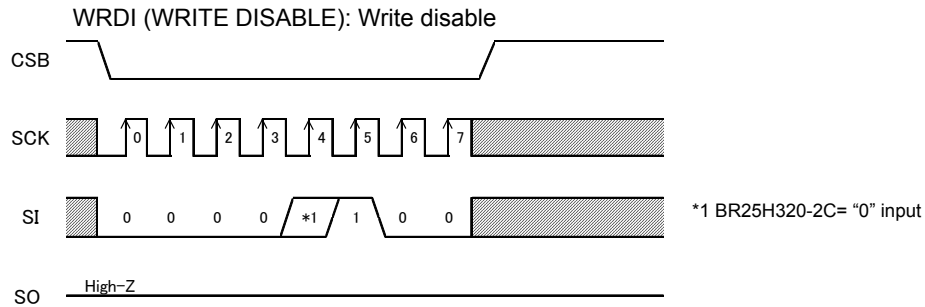 WRDI (WRITE DISABLE): Write disable
CSB
SCK 0 1 2 3 4 5 6 7
SI 0 0 0 0 *1 1 0 0 *1 BR25H320-2C= “0” input
High-Z
SO